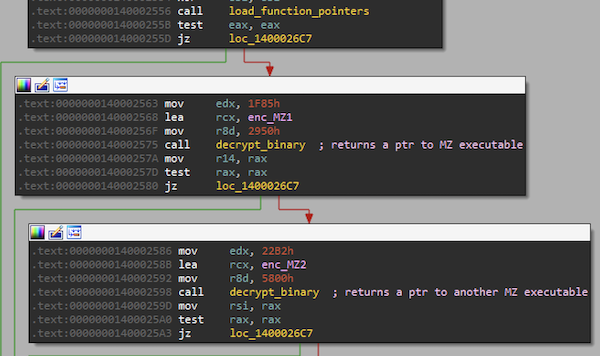 .text:0000000140002556 call load_function_pointers
.text:000000014000255B test eax, eax
.text:000000014000255D jz loc_1400026C7
.text:0000000140002563 mov edx, 1F85h
.text:0000000140002568 lea rcx, enc_MZ1
.text:000000014000256F mov r8d, 2950h
.text:0000000140002575 call decrypt_binary ; returns a ptr to MZ executable
.text:000000014000257A mov r14, rax
.text:000000014000257D test rax, rax
.text:0000000140002580 jz loc_1400026C7
.text:0000000140002586 mov edx, 22B2h
.text:000000014000258B lea rcx, enc_MZ2
.text:0000000140002592 mov r8d, 5800h
.text:0000000140002598 call decrypt_binary ; returns a ptr to another MZ executable
.text:000000014000259D mov rsi, rax
.text:00000001400025A0 test rax, rax
.text:00000001400025A3 jz loc_1400026C7